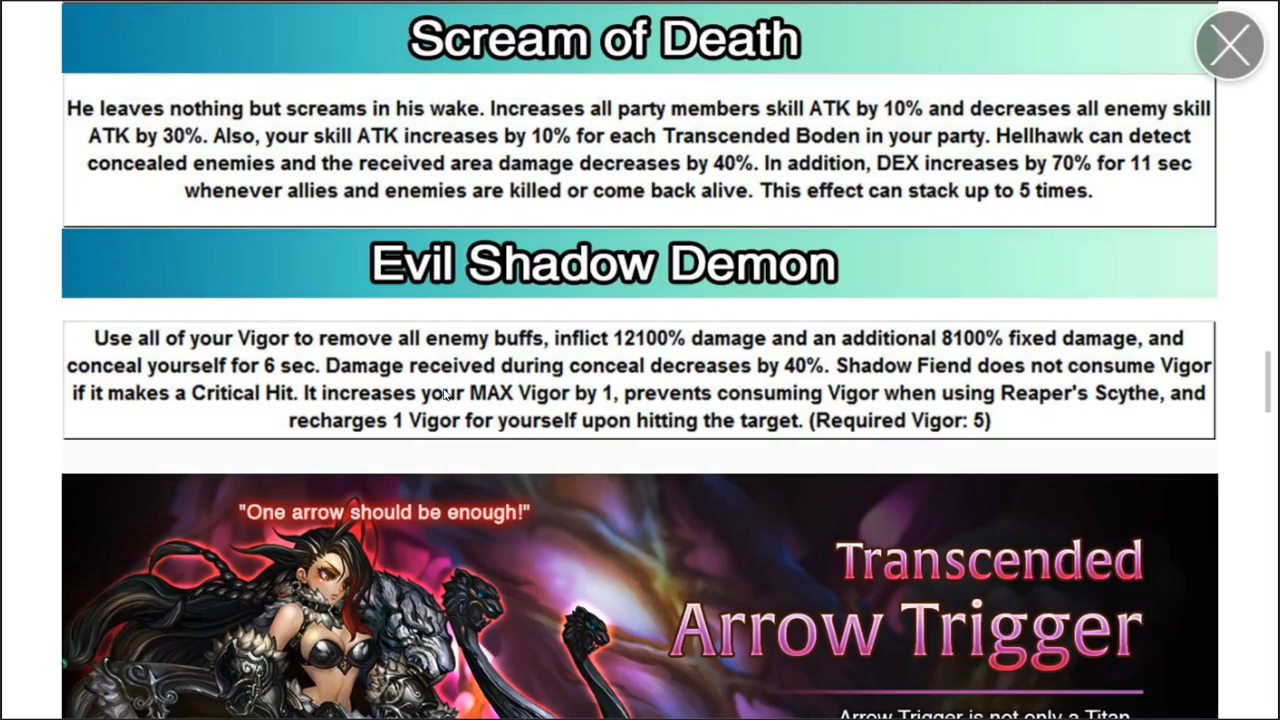 Scream of Death
He leaves nothing but screams in his wake. Increases all party members skill ATK by 10% and decreases all enemy skill
ATK by 30%. Also, your skill ATK increases by 10% for each Transcended Boden in your party. Hellhawk can detect
concealed enemies and the received area damage decreases by 40%. In addition, DEX increases by 70% for 11 sec
whenever allies and enemies are killed or come back alive. This effect can stack up to 5 times.
Evil Shadow Demon
Use all of your Vigor to remove all enemy buffs, inflict 12100% damage and an additional 8100% fixed damage, and
conceal yourself for 6 sec. Damage received during conceal decreases by 40%. Shadow Fiend does not consume Vigor
if it makes a Critical Hit. It increases your MAX Vigor by 1, prevents consuming Vigor when using Reaper's Scythe, and
recharges 1 Vigor for yourself upon hitting the target. (Required Vigor: 5)
"One arrow should be enough!"
Transcended
Arrow Trigger
Arrow Trigger is not only a Titan